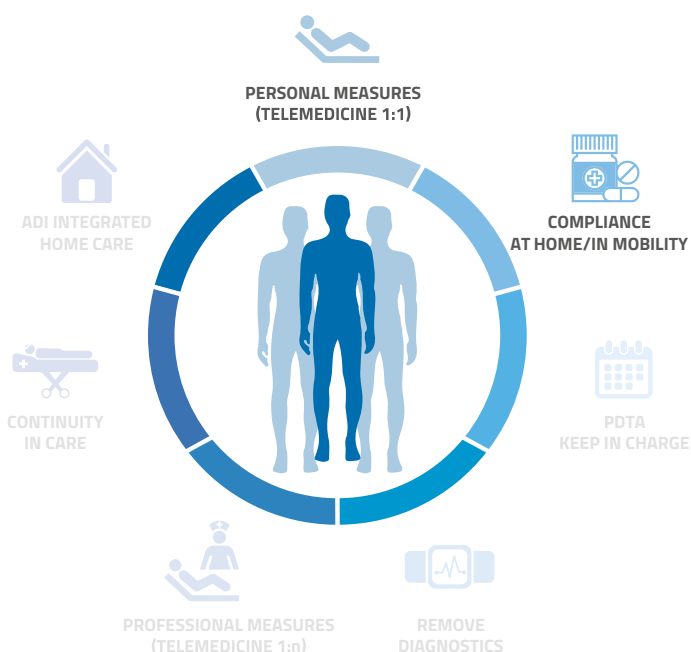 PERSONAL MEASURES
(TELEMEDICINE 1:1)
COMPLIANCE
AT HOME/IN MOBILITY
PDTA
KEEP IN CHARGE
REMOVE
DIAGNOSTICS
PROFESSIONAL MEASURES
(TELEMEDICINE 1:n)
CONTINUITY
IN CARE
ADI INTEGRATED
HOME CARE